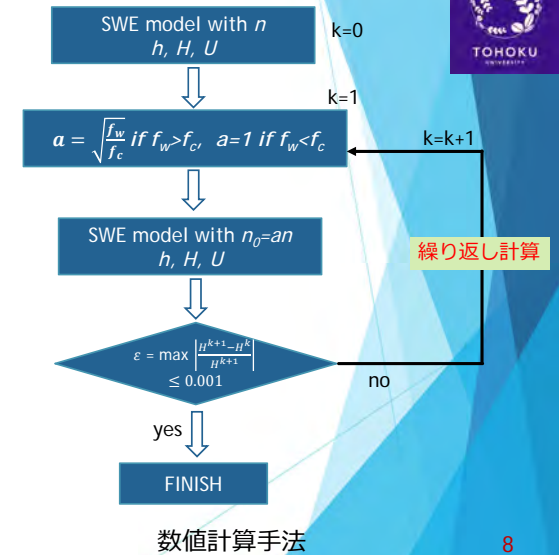 SWE model with n
h, H, U
k=0
TOHOKU
UNIVERSITY
k=1
a = √(f_w/f_c) if f_w>f_c, a=1 if f_w<f_c
k=k+1
SWE model with n₀=an
h, H, U
繰り返し計算
ε = max |(H^{k+1}−H^k)/H^{k+1}|
≤ 0.001
no
yes
FINISH
数値計算手法
8